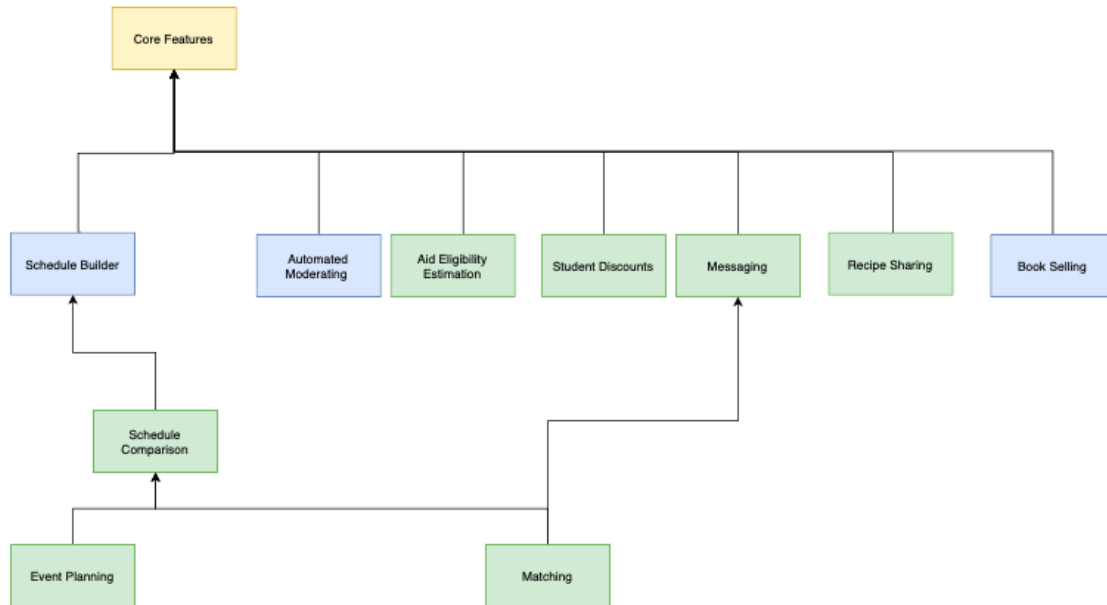 Core Features
Schedule Builder
Automated
Moderating
Aid Eligibility
Estimation
Student Discounts
Messaging
Recipe Sharing
Book Selling
Schedule
Comparison
Event Planning
Matching